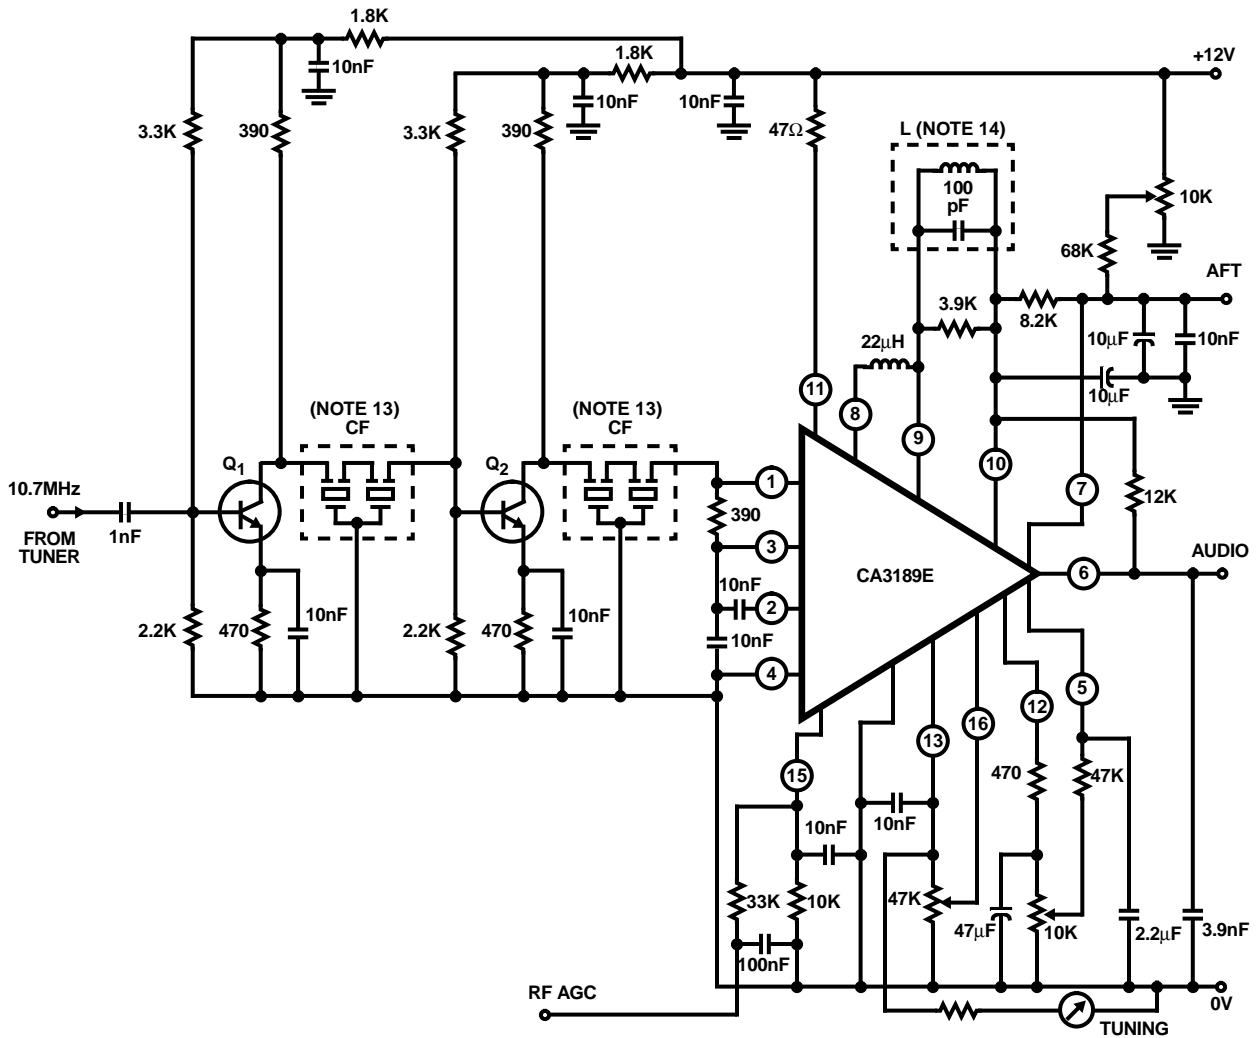 1.8K
10nF
1.8K
+12V
10nF
10nF
3.3K
390
3.3K
390
47Ω
L (NOTE 14)
100
pF
10K
68K
AFT
3.9K
8.2K
22µH
10µF
10nF
10µF
11
8
(NOTE 13)
CF
(NOTE 13)
CF
9
10
Q1
Q2
10.7MHz
1
7
12K
1nF
390
FROM
TUNER
3
AUDIO
CA3189E
6
10nF
2
2.2K
470
10nF
2.2K
470
10nF
10nF
4
5
12
16
13
15
470
47K
10nF
10nF
33K
10K
47K
47µF
10K
2.2µF
3.9nF
100nF
RF AGC
0V
TUNING